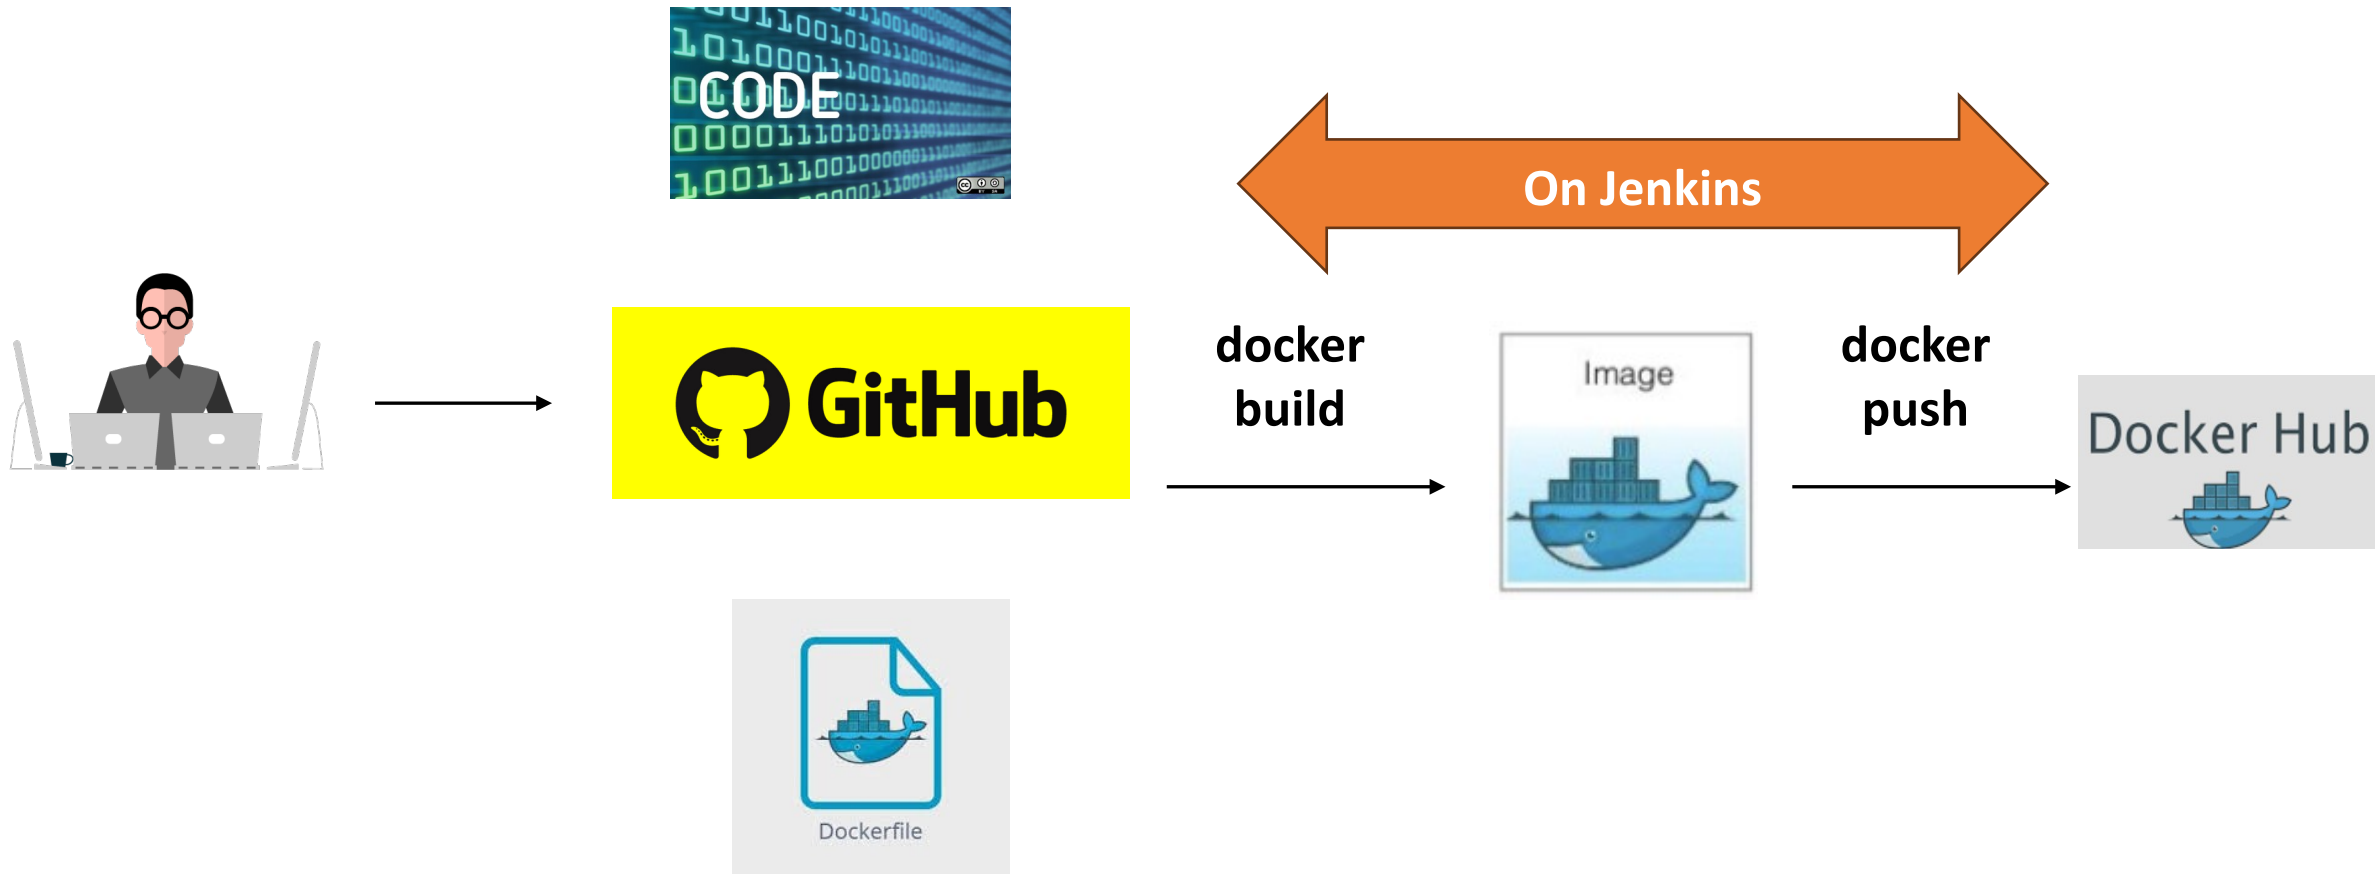 CODE
On Jenkins
GitHub
docker
build
Image
docker
push
Docker Hub
Dockerfile